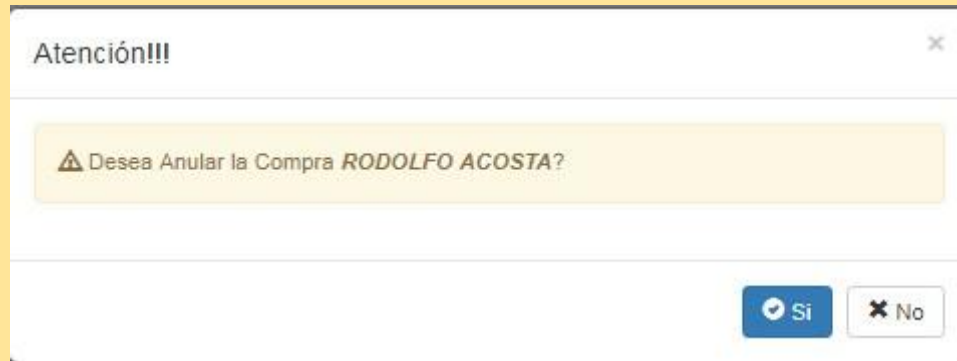 Atención!!!
×
Desea Anular la Compra RODOLFO ACOSTA?
Si
No